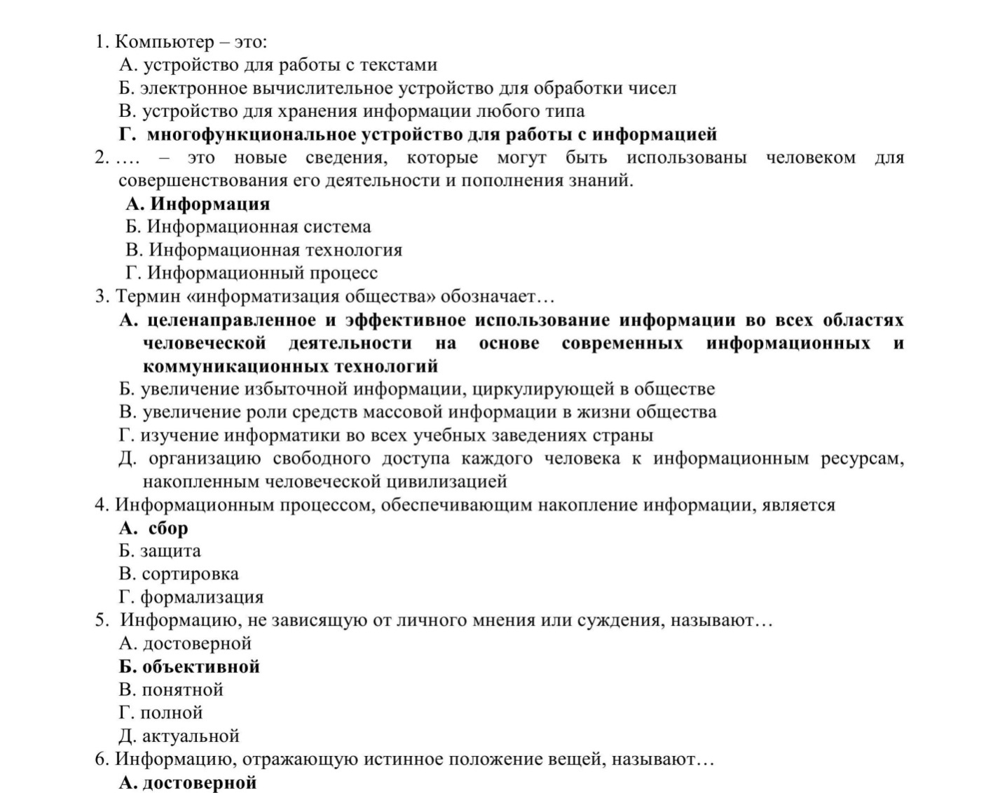 1. Компьютер – это:
А. устройство для работы с текстами
Б. электронное вычислительное устройство для обработки чисел
В. устройство для хранения информации любого типа
Г. многофункциональное устройство для работы с информацией
2. …. – это новые сведения, которые могут быть использованы человеком для
совершенствования его деятельности и пополнения знаний.
А. Информация
Б. Информационная система
В. Информационная технология
Г. Информационный процесс
3. Термин «информатизация общества» обозначает…
А. целенаправленное и эффективное использование информации во всех областях
человеческой деятельности на основе современных информационных и
коммуникационных технологий
Б. увеличение избыточной информации, циркулирующей в обществе
В. увеличение роли средств массовой информации в жизни общества
Г. изучение информатики во всех учебных заведениях страны
Д. организацию свободного доступа каждого человека к информационным ресурсам,
накопленным человеческой цивилизацией
4. Информационным процессом, обеспечивающим накопление информации, является
А. сбор
Б. защита
В. сортировка
Г. формализация
5. Информацию, не зависящую от личного мнения или суждения, называют…
А. достоверной
Б. объективной
В. понятной
Г. полной
Д. актуальной
6. Информацию, отражающую истинное положение вещей, называют…
А. достоверной